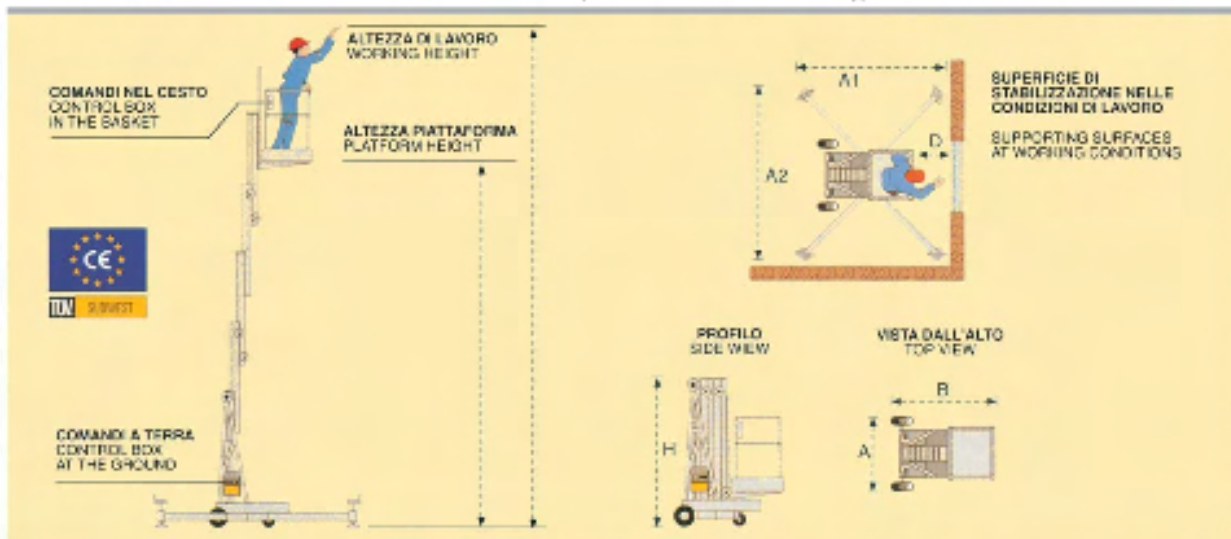 ALTEZZA DI LAVORO
WORKING HEIGHT
COMANDI NEL CESTO
CONTROL BOX
IN THE BASKET
ALTEZZA PIATTAFORMA
PLATFORM HEIGHT
CE
TÜV
COMANDI A TERRA
CONTROL BOX
AT THE GROUND
A1
A2
D
SUPERFICIE DI
STABILIZZAZIONE NELLE
CONDIZIONI DI LAVORO
SUPPORTING SURFACES
AT WORKING CONDITIONS
PROFILO
SIDE WIEW
H
VISTA DALL'ALTO
TOP VIEW
B
A